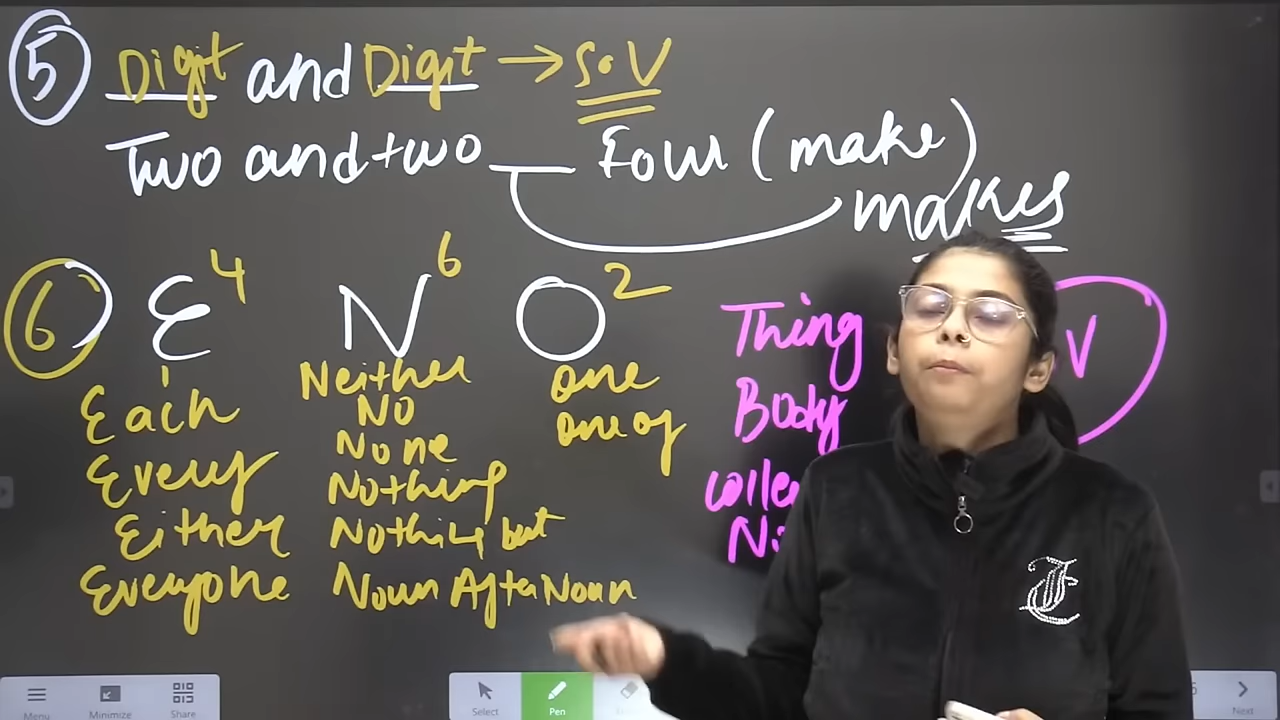 5 Digit and Digit → S.V
Two and two — Four (make)
makes
6 E4 N6 O2
Each
Every
Either
Everyone
Neither
No
None
Nothing
Nothing but
Noun After Noun
one
one of
Thing
Body
V
Menu
Minimize
Share
Select
Pen
Next